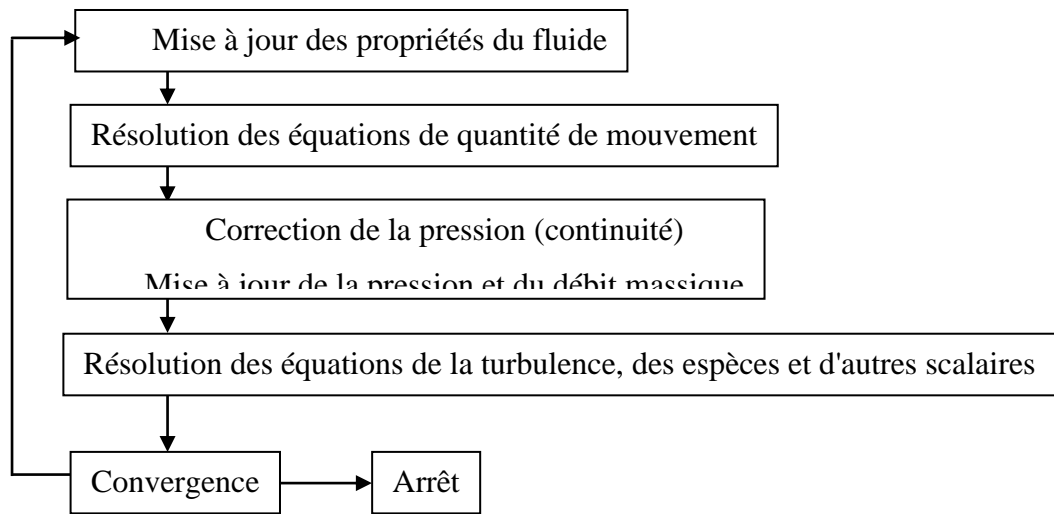 Mise à jour des propriétés du fluide
Résolution des équations de quantité de mouvement
Correction de la pression (continuité)
Mise à jour de la pression et du débit massique
Résolution des équations de la turbulence, des espèces et d'autres scalaires
Convergence
Arrêt